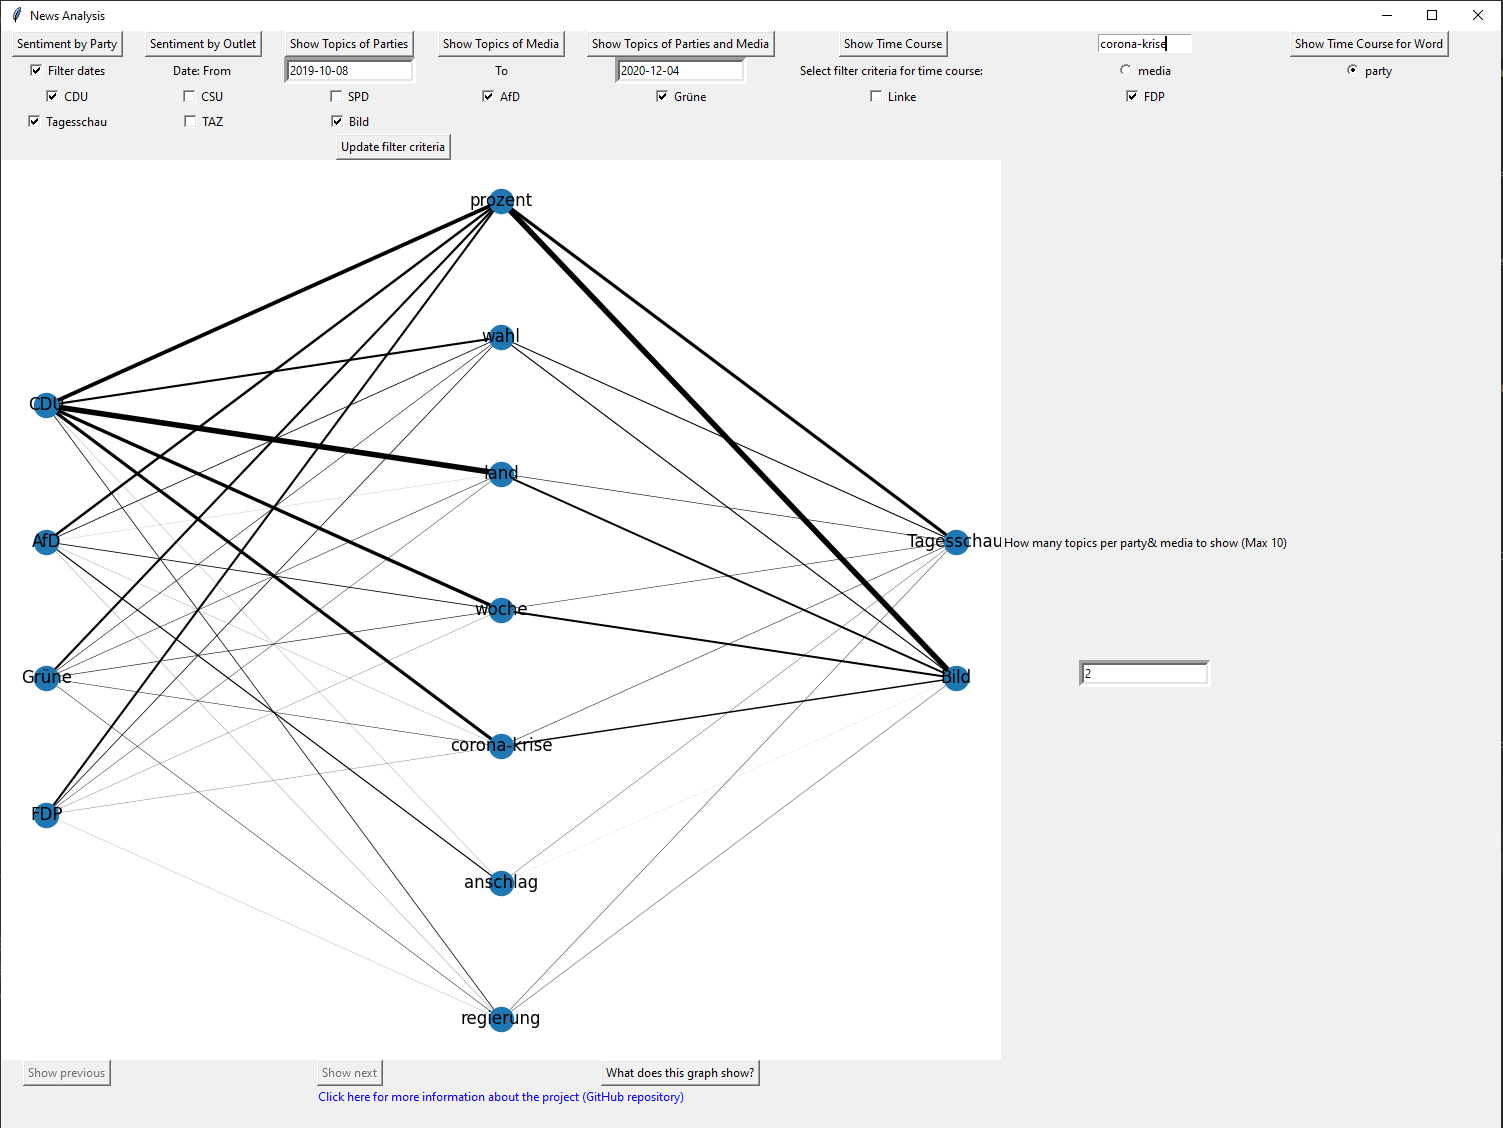 News Analysis
Sentiment by Party Sentiment by Outlet Show Topics of Parties Show Topics of Media Show Topics of Parties and Media Show Time Course corona-krise Show Time Course for Word
Filter dates Date: From 2019-10-08 To 2020-12-04 Select filter criteria for time course: media party
CDU CSU SPD AfD Grüne Linke FDP
Tagesschau TAZ Bild
Update filter criteria
prozent
wahl
CDU
land
AfD
Tagesschau
How many topics per party& media to show (Max 10)
woche
Grüne
Bild
2
corona-krise
FDP
anschlag
regierung
Show previous Show next What does this graph show?
Click here for more information about the project (GitHub repository)